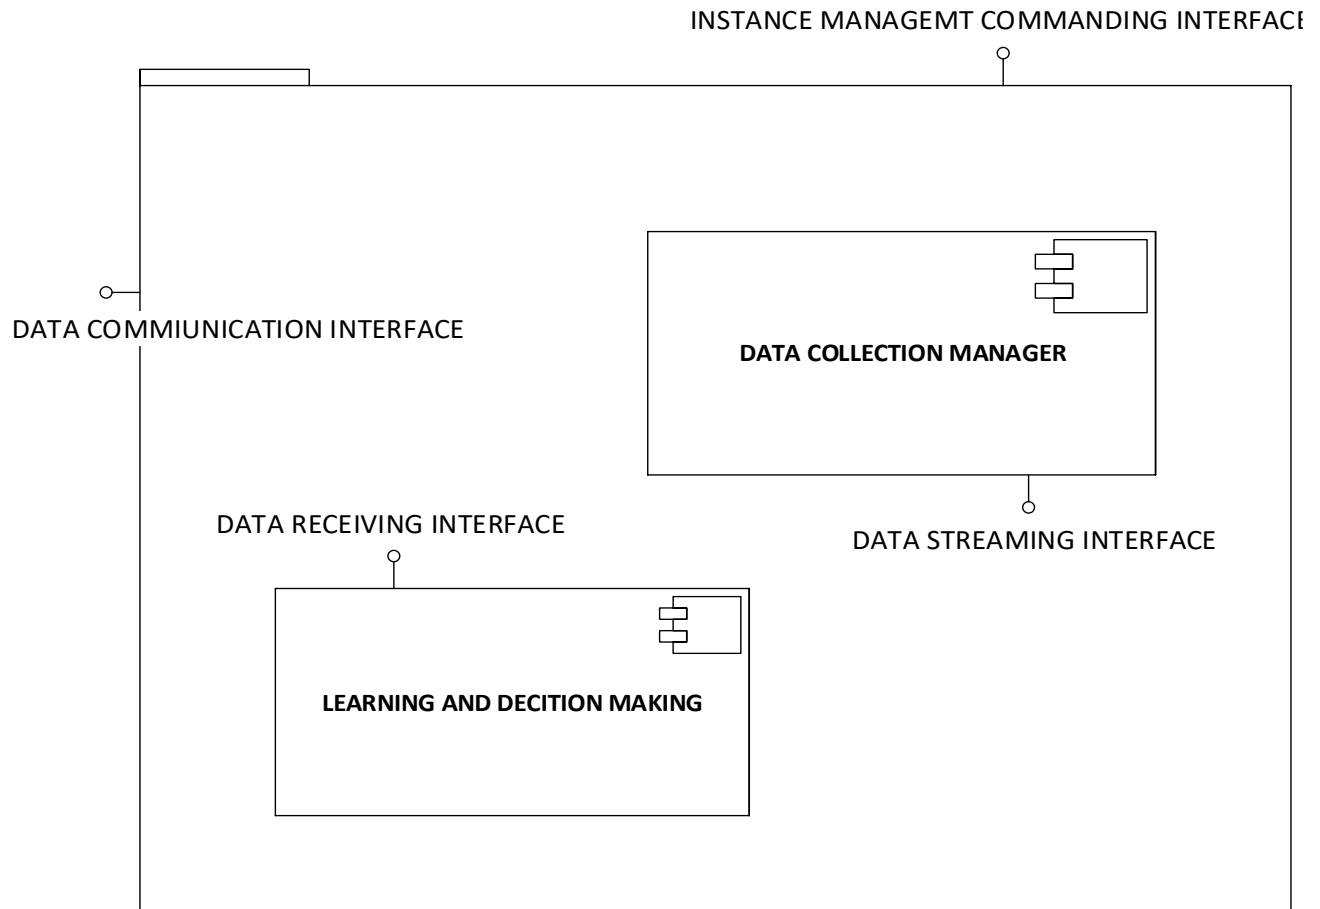 INSTANCE MANAGEMT COMMANDING INTERFACE
DATA COMMIUNICATION INTERFACE
DATA COLLECTION MANAGER
DATA RECEIVING INTERFACE
DATA STREAMING INTERFACE
LEARNING AND DECITION MAKING